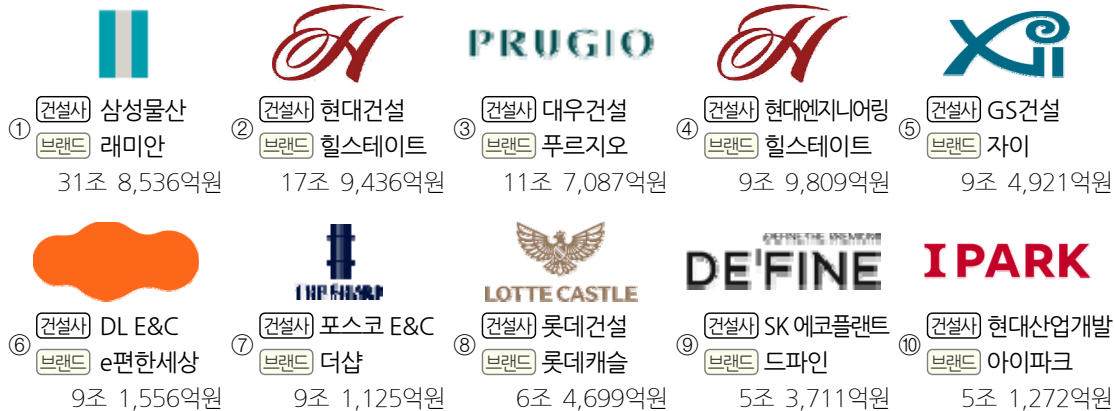 PRUGIO
① 건설사 삼성물산
브랜드 래미안
31조 8,536억원
② 건설사 현대건설
브랜드 힐스테이트
17조 9,436억원
③ 건설사 대우건설
브랜드 푸르지오
11조 7,087억원
④ 건설사 현대엔지니어링
브랜드 힐스테이트
9조 9,809억원
Xii
⑤ 건설사 GS건설
브랜드 자이
9조 4,921억원
⑥ 건설사 DL E&C
브랜드 e편한세상
9조 1,556억원
THE SHARP
⑦ 건설사 포스코 E&C
브랜드 더샵
9조 1,125억원
LOTTE CASTLE
⑧ 건설사 롯데건설
브랜드 롯데캐슬
6조 4,699억원
DEFINE THE PREMIUM
DE'FINE
⑨ 건설사 SK 에코플랜트
브랜드 드파인
5조 3,711억원
I PARK
⑩ 건설사 현대산업개발
브랜드 아이파크
5조 1,272억원